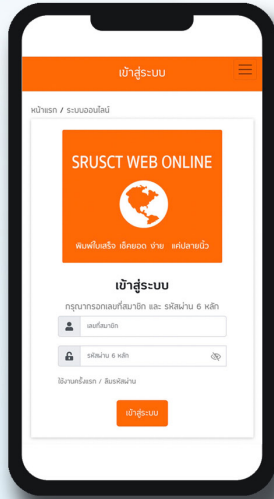 เข้าสู่ระบบ
หน้าแรก / ระบบออนไลน์
SRUSCT WEB ONLINE
พิมพ์ใบเสร็จ เช็คยอด ง่าย แค่ปลายนิ้ว
เข้าสู่ระบบ
กรุณากรอกเลขที่สมาชิก และ รหัสผ่าน 6 หลัก
เลขที่สมาชิก
รหัสผ่าน 6 หลัก
ใช้งานครั้งแรก / ลืมรหัสผ่าน
เข้าสู่ระบบ